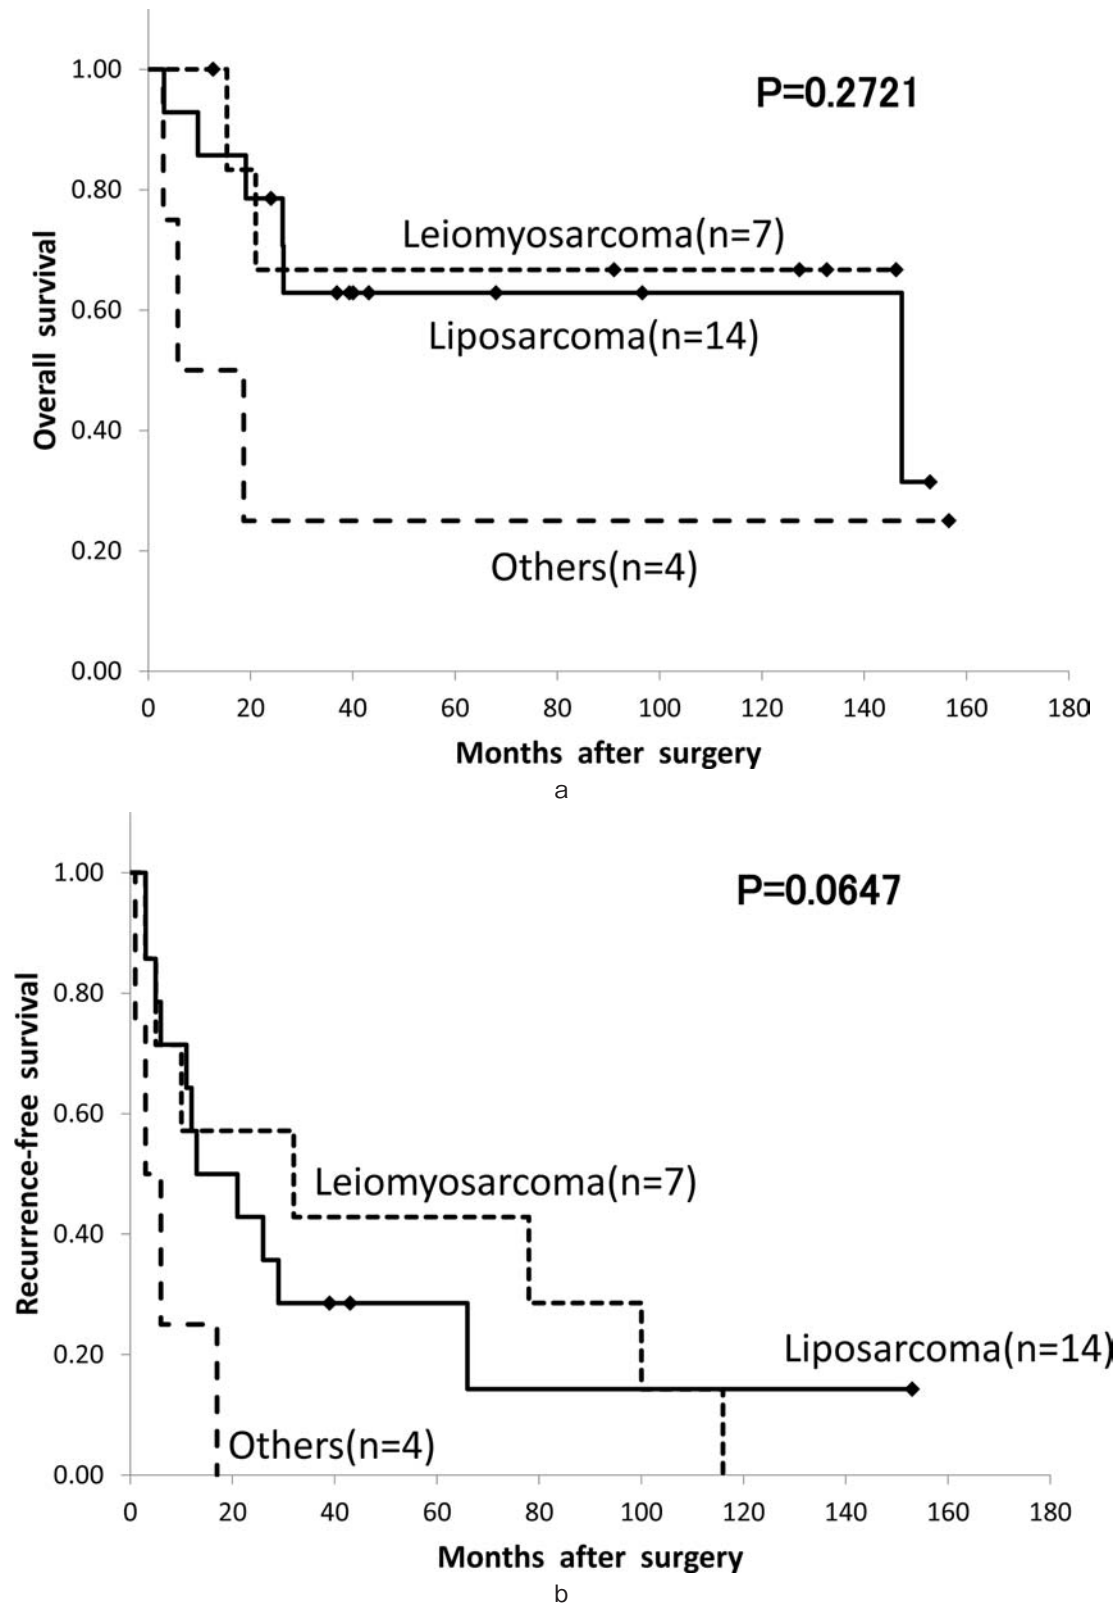 1.00
P=0.2721
0.80
Leiomyosarcoma(n=7)
0.60
Liposarcoma(n=14)
Overall survival
0.40
0.20
Others(n=4)
0.00
0 20 40 60 80 100 120 140 160 180
Months after surgery
a
1.00
P=0.0647
0.80
0.60
Leiomyosarcoma(n=7)
Recurrence-free survival
0.40
0.20
Liposarcoma(n=14)
Others(n=4)
0.00
0 20 40 60 80 100 120 140 160 180
Months after surgery
b